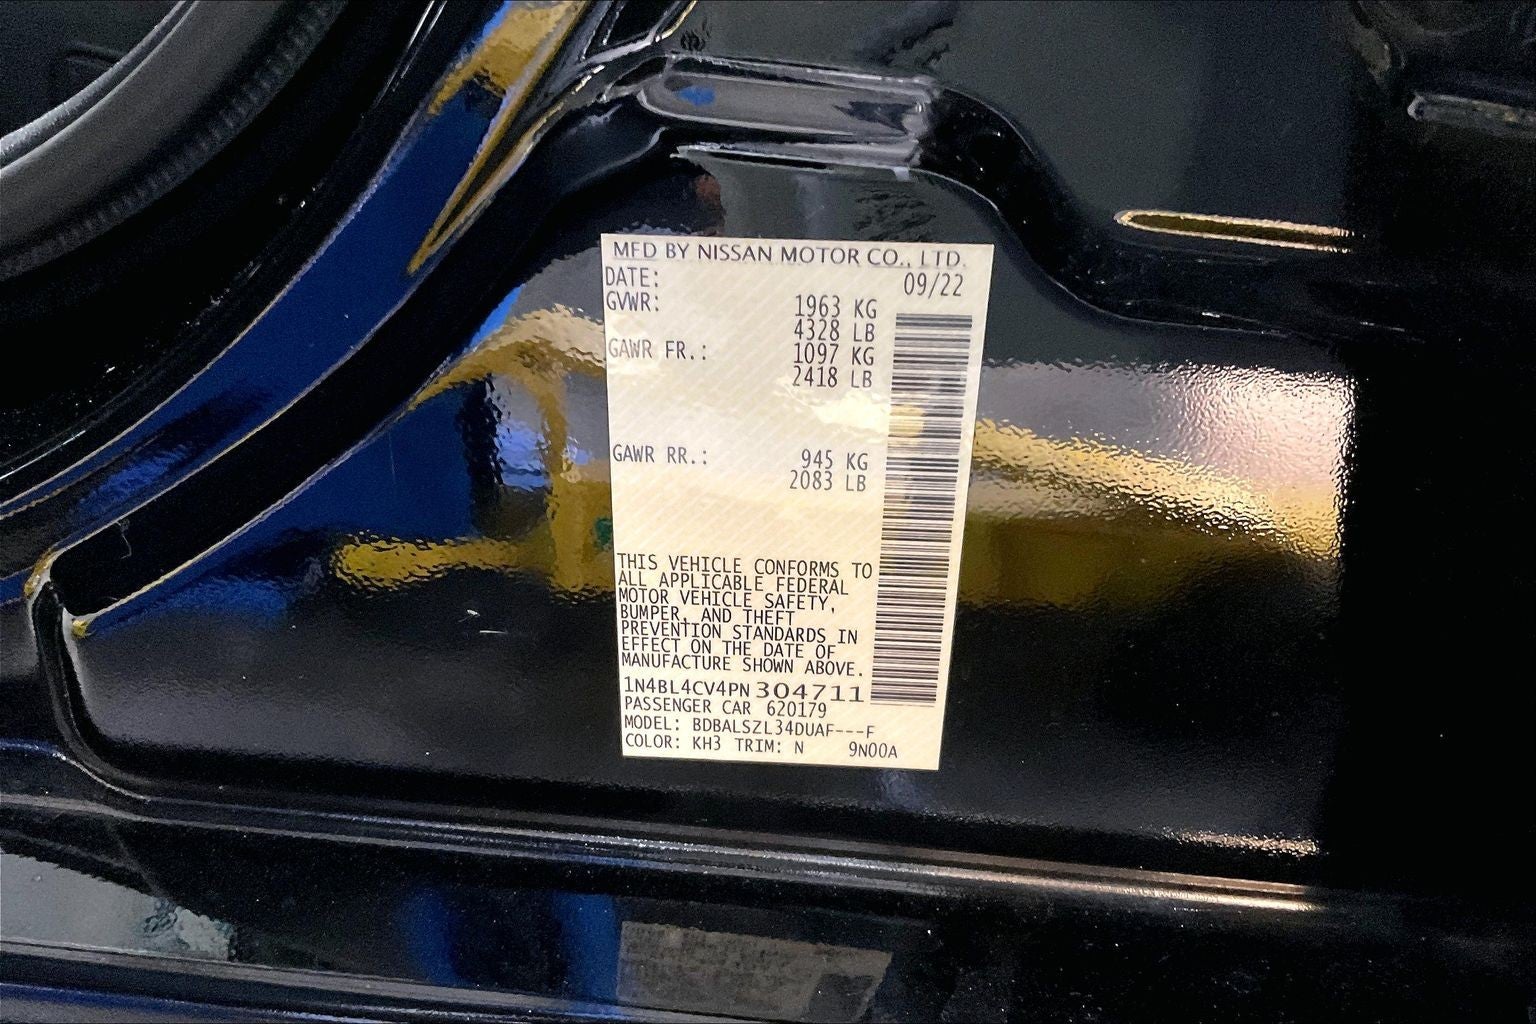 MFD BY NISSAN MOTOR CO., LTD.
DATE: 09/22
GVWR: 1963 KG
4328 LB
GAWR FR.: 1097 KG
2418 LB
GAWR RR.: 945 KG
2083 LB
THIS VEHICLE CONFORMS TO
ALL APPLICABLE FEDERAL
MOTOR VEHICLE SAFETY,
BUMPER, AND THEFT
PREVENTION STANDARDS IN
EFFECT ON THE DATE OF
MANUFACTURE SHOWN ABOVE.
1N4BL4CV4PN304711
PASSENGER CAR 620179
MODEL: BDBALSZL34DUAF---F
COLOR: KH3 TRIM: N 9N00A